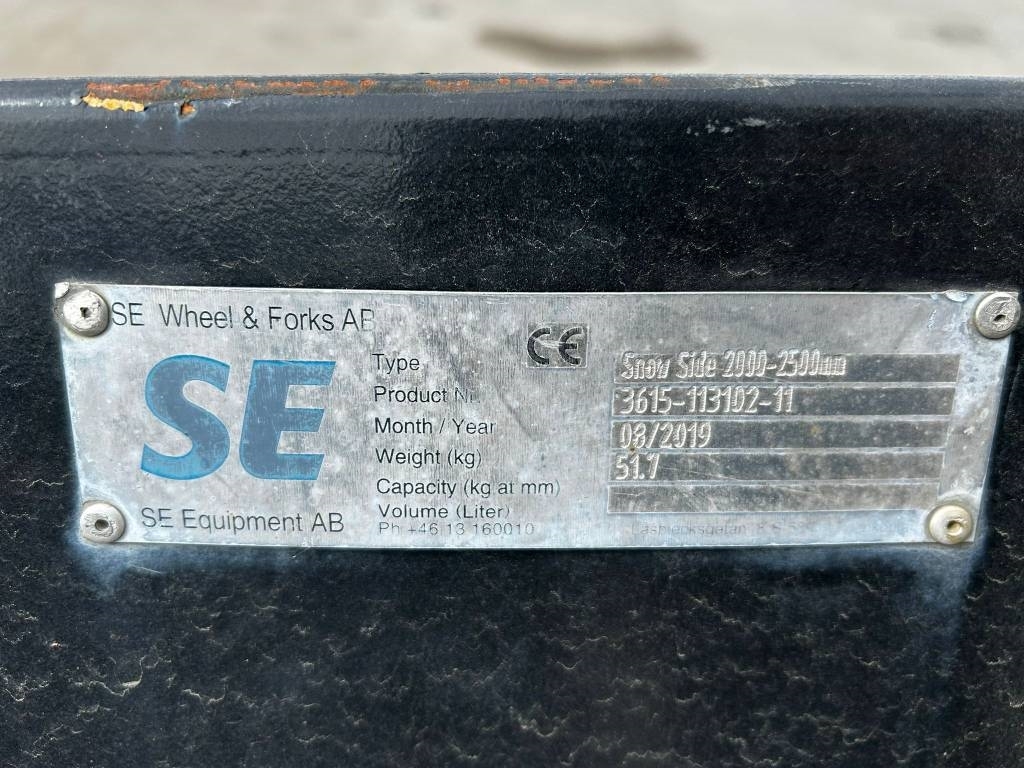 SE Wheel & Forks AB
CE
SE
Type Snow Side 2000-2500mm
Product Nr. 3615-113102-11
Month / Year 08/2019
Weight (kg) 51.7
Capacity (kg at mm)
Volume (Liter)
SE Equipment AB
Ph +46 13 160010